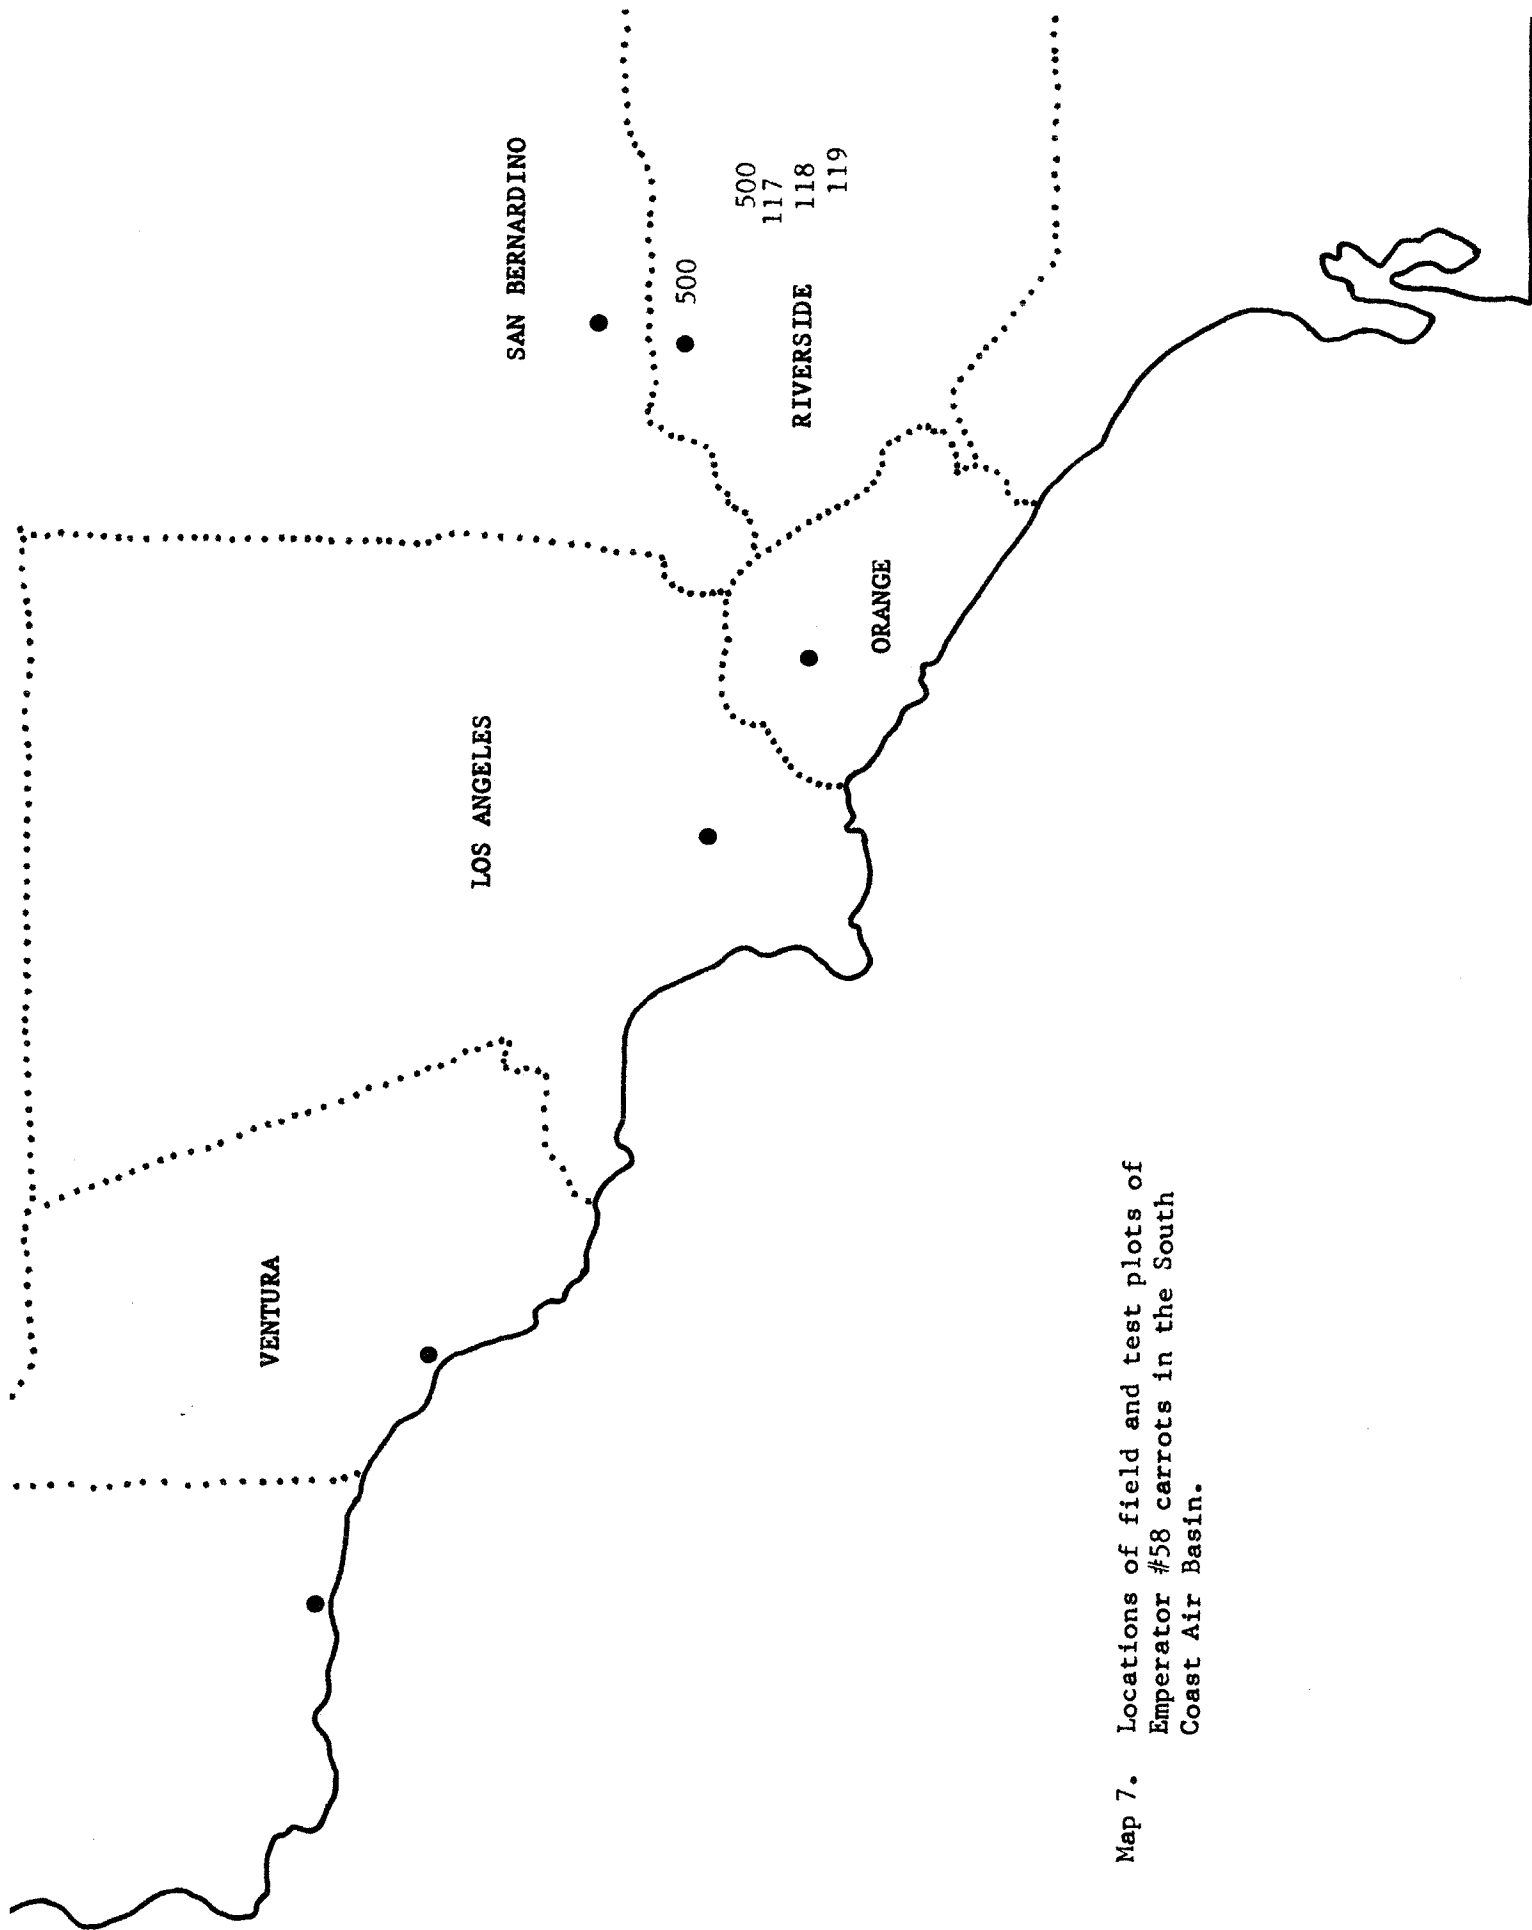 SAN BERNARDINO
LOS ANGELES
VENTURA
500
500
117
118
119
RIVERSIDE
ORANGE
Map 7. Locations of field and test plots of
Emperator #58 carrots in the South
Coast Air Basin.